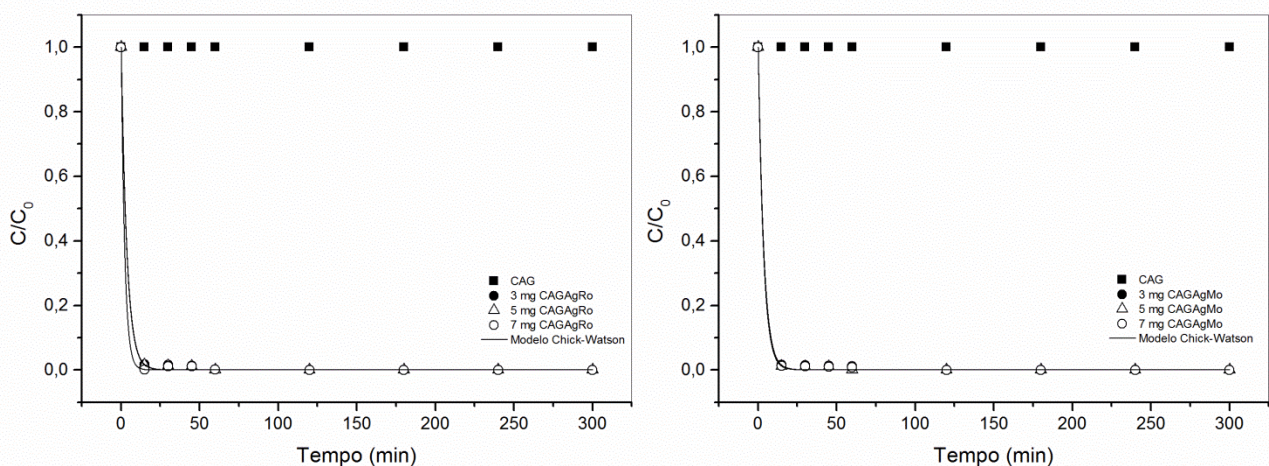 1,0
0,8
0,6
0,4
0,2
0,0
C/C0
0 50 100 150 200 250 300
Tempo (min)
CAG
3 mg CAGAgRo
5 mg CAGAgRo
7 mg CAGAgRo
Modelo Chick-Watson
1,0
0,8
0,6
0,4
0,2
0,0
C/C0
0 50 100 150 200 250 300
Tempo (min)
CAG
3 mg CAGAgMo
5 mg CAGAgMo
7 mg CAGAgMo
Modelo Chick-Watson